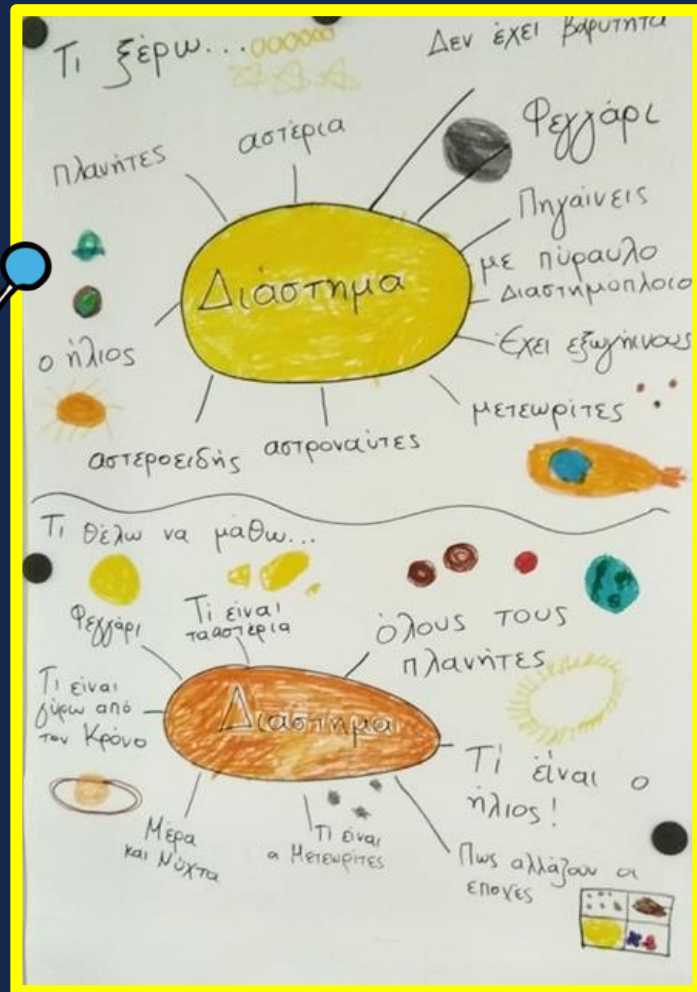 Τι ξέρω...
Δεν έχει βαρύτητα
πλανήτες
αστέρια
Φεγγάρι
Πηγαίνεις
με πύραυλο
Διαστημόπλοιο
Έχει εξωγήινους
μετεωρίτες
αστροναύτες
αστεροειδής
ο ήλιος
Διάστημα
Τι θέλω να μάθω...
Φεγγάρι
Τι είναι
τα αστέρια
όλους τους
πλανήτες
Τι είναι
γύρω από
τον Κρόνο
Διάστημα
Τί είναι ο
ήλιος!
Μέρα
και Νύχτα
Τι είναι
α Μετεωρίτες
Πως αλλάζουν οι
εποχές